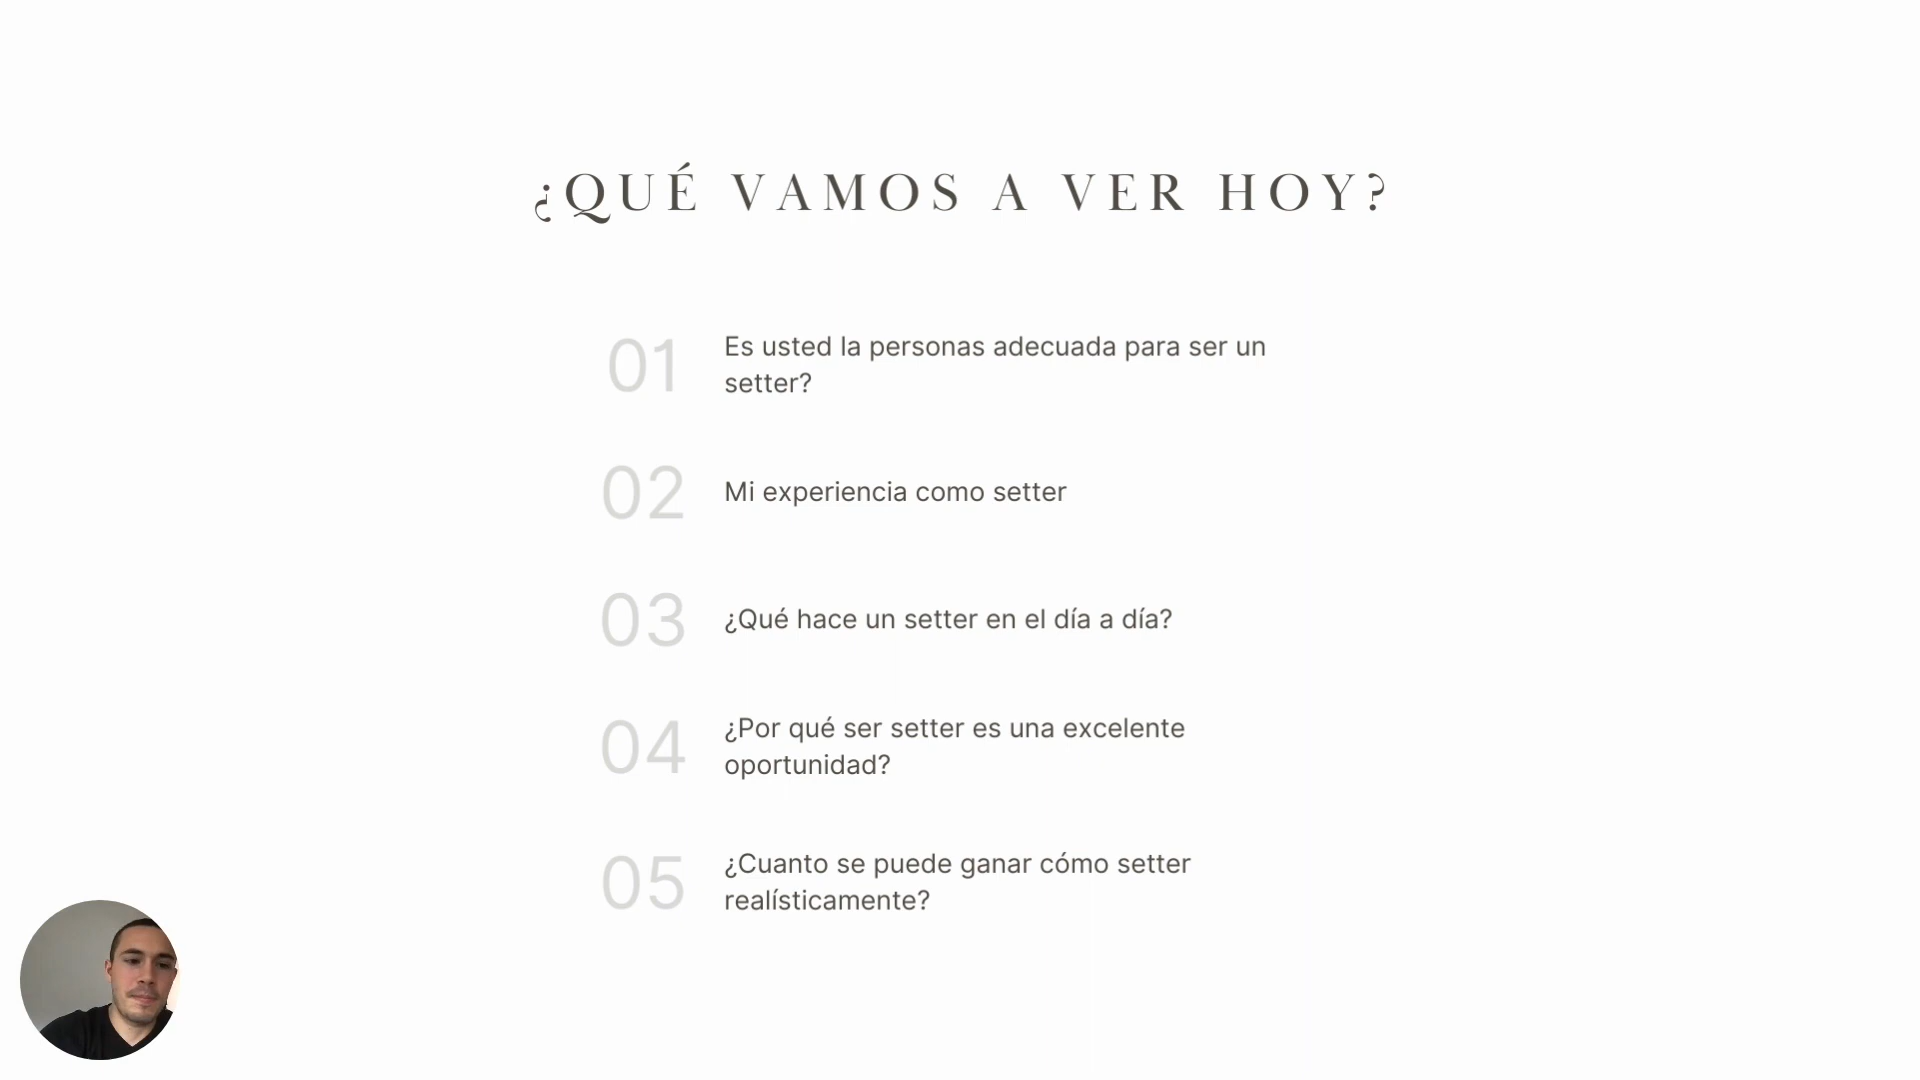 ¿QUÉ VAMOS A VER HOY?
01 Es usted la personas adecuada para ser un
setter?
02 Mi experiencia como setter
03 ¿Qué hace un setter en el día a día?
04 ¿Por qué ser setter es una excelente
oportunidad?
05 ¿Cuanto se puede ganar cómo setter
realísticamente?